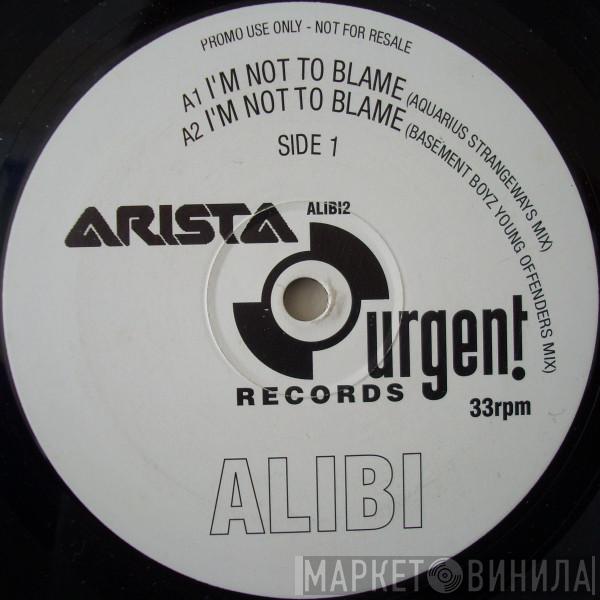 PROMO USE ONLY - NOT FOR RESALE
A1 I'M NOT TO BLAME (AQUARIUS STRANGEWAYS MIX)
A2 I'M NOT TO BLAME (BASEMENT BOYZ YOUNG OFFENDERS MIX)
SIDE 1
ARISTA
ALIBI2
urgent!
RECORDS
33rpm
ALIBI
МАРКЕТ ВИНИЛА